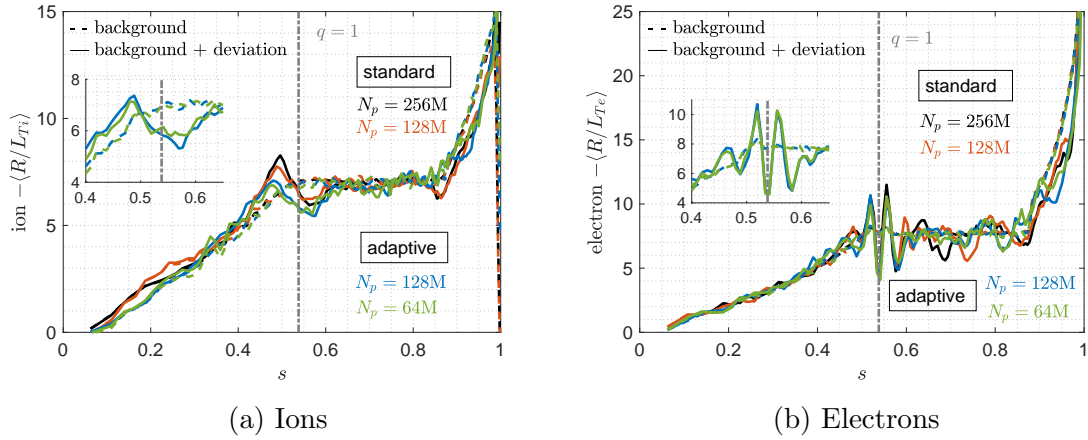 background
background + deviation
q = 1
standard
N_p = 256M
N_p = 128M
adaptive
N_p = 128M
N_p = 64M
8
6
4
0.4
0.5
0.6
15
10
5
0
0
0.2
0.4
0.6
0.8
1
ion −⟨R/L_{Ti}⟩
s
(a) Ions
background
background + deviation
q = 1
standard
N_p = 256M
N_p = 128M
adaptive
N_p = 128M
N_p = 64M
10
8
6
4
0.4
0.5
0.6
25
20
15
10
5
0
0
0.2
0.4
0.6
0.8
1
electron −⟨R/L_{Te}⟩
s
(b) Electrons